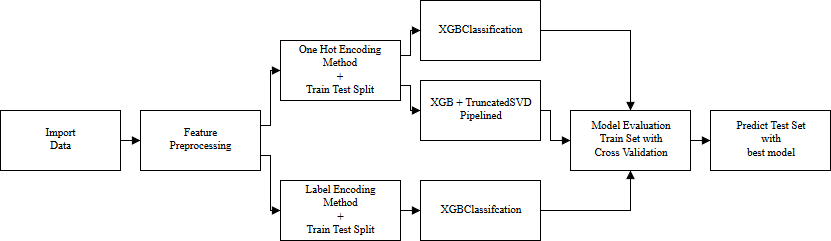 Import
Data
Feature
Preprocessing
One Hot Encoding
Method
+
Train Test Split
XGBClassification
XGB + TruncatedSVD
Pipelined
Label Encoding
Method
+
Train Test Split
XGBClassifcation
Model Evaluation
Train Set with
Cross Validation
Predict Test Set
with
best model